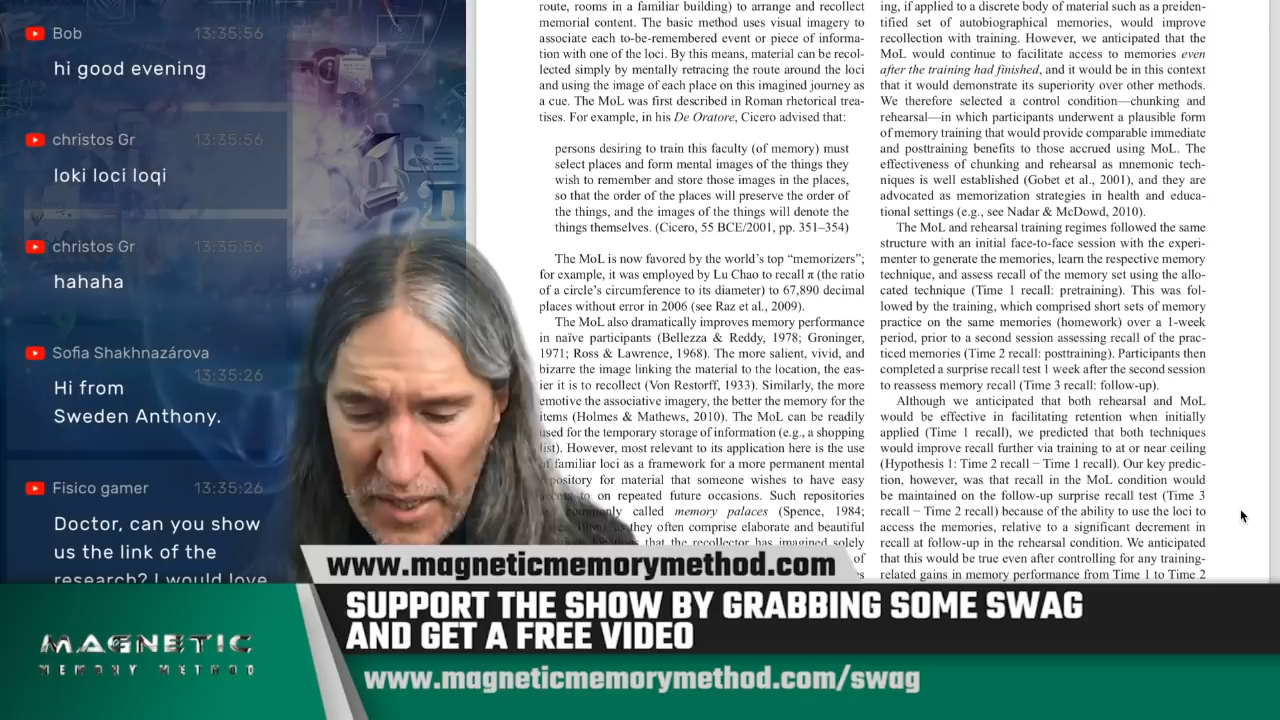 Bob 13:35:56
hi good evening
christos Gr 13:35:56
loki loci loqi
christos Gr 13:35:56
hahaha
Sofia Shakhnazárova
13:35:26
Hi from
Sweden Anthony.
Fisico gamer 13:35:26
Doctor, can you show
us the link of the
research? I would love
route, rooms in a familiar building) to arrange and recollect
memorial content. The basic method uses visual imagery to
associate each to-be-remembered event or piece of informa-
tion with one of the loci. By this means, material can be recol-
lected simply by mentally retracing the route around the loci
and using the image of each place on this imagined journey as
a cue. The MoL was first described in Roman rhetorical trea-
tises. For example, in his De Oratore, Cicero advised that:
persons desiring to train this faculty (of memory) must
select places and form mental images of the things they
wish to remember and store those images in the places,
so that the order of the places will preserve the order of
the things, and the images of the things will denote the
things themselves. (Cicero, 55 BCE/2001, pp. 351–354)
The MoL is now favored by the world's top “memorizers”;
for example, it was employed by Lu Chao to recall π (the ratio
of a circle's circumference to its diameter) to 67,890 decimal
places without error in 2006 (see Raz et al., 2009).
The MoL also dramatically improves memory performance
in naïve participants (Bellezza & Reddy, 1978; Groninger,
1971; Ross & Lawrence, 1968). The more salient, vivid, and
bizarre the image linking the material to the location, the eas-
ier it is to recollect (Von Restorff, 1933). Similarly, the more
emotive the associative imagery, the better the memory for the
items (Holmes & Mathews, 2010). The MoL can be readily
used for the temporary storage of information (e.g., a shopping
list). However, most relevant to its application here is the use
of familiar loci as a framework for a more permanent mental
repository for material that someone wishes to have easy
to on repeated future occasions. Such repositories
called memory palaces (Spence, 1984;
as they often comprise elaborate and beautiful
that the recollector has imagined solely
of
ing, if applied to a discrete body of material such as a preiden-
tified set of autobiographical memories, would improve
recollection with training. However, we anticipated that the
MoL would continue to facilitate access to memories even
after the training had finished, and it would be in this context
that it would demonstrate its superiority over other methods.
We therefore selected a control condition—chunking and
rehearsal—in which participants underwent a plausible form
of memory training that would provide comparable immediate
and posttraining benefits to those accrued using MoL. The
effectiveness of chunking and rehearsal as mnemonic tech-
niques is well established (Gobet et al., 2001), and they are
advocated as memorization strategies in health and educa-
tional settings (e.g., see Nadar & McDowd, 2010).
The MoL and rehearsal training regimes followed the same
structure with an initial face-to-face session with the experi-
menter to generate the memories, learn the respective memory
technique, and assess recall of the memory set using the allo-
cated technique (Time 1 recall: pretraining). This was fol-
lowed by the training, which comprised short sets of memory
practice on the same memories (homework) over a 1-week
period, prior to a second session assessing recall of the prac-
ticed memories (Time 2 recall: posttraining). Participants then
completed a surprise recall test 1 week after the second session
to reassess memory recall (Time 3 recall: follow-up).
Although we anticipated that both rehearsal and MoL
would be effective in facilitating retention when initially
applied (Time 1 recall), we predicted that both techniques
would improve recall further via training to at or near ceiling
(Hypothesis 1: Time 2 recall − Time 1 recall). Our key predic-
tion, however, was that recall in the MoL condition would
be maintained on the follow-up surprise recall test (Time 3
recall − Time 2 recall) because of the ability to use the loci to
access the memories, relative to a significant decrement in
recall at follow-up in the rehearsal condition. We anticipated
that this would be true even after controlling for any training-
related gains in memory performance from Time 1 to Time 2
www.magneticmemorymethod.com
SUPPORT THE SHOW BY GRABBING SOME SWAG
AND GET A FREE VIDEO
www.magneticmemorymethod.com/swag
MAGNETIC
MEMORY METHOD